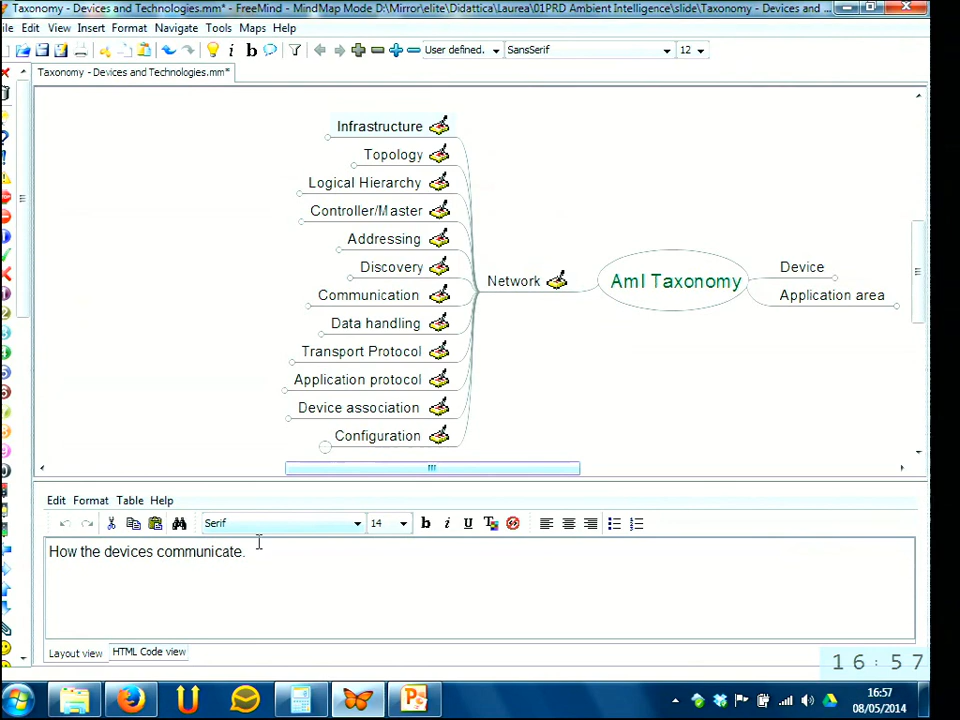 Taxonomy - Devices and Technologies.mm* - FreeMind - MindMap Mode D:\Mirror\elite\Didattica\Laurea\01PRD Ambient Intelligence\slide\Taxonomy - Devices and ...
ile Edit View Insert Format Navigate Tools Maps Help
User defined. SansSerif 12
Taxonomy - Devices and Technologies.mm*
Infrastructure
Topology
Logical Hierarchy
Controller/Master
Addressing
Discovery
Communication
Data handling
Transport Protocol
Application protocol
Device association
Configuration
Network
AmI Taxonomy
Device
Application area
Edit Format Table Help
Serif 14
How the devices communicate.
Layout view HTML Code view
16:57
16:57
08/05/2014